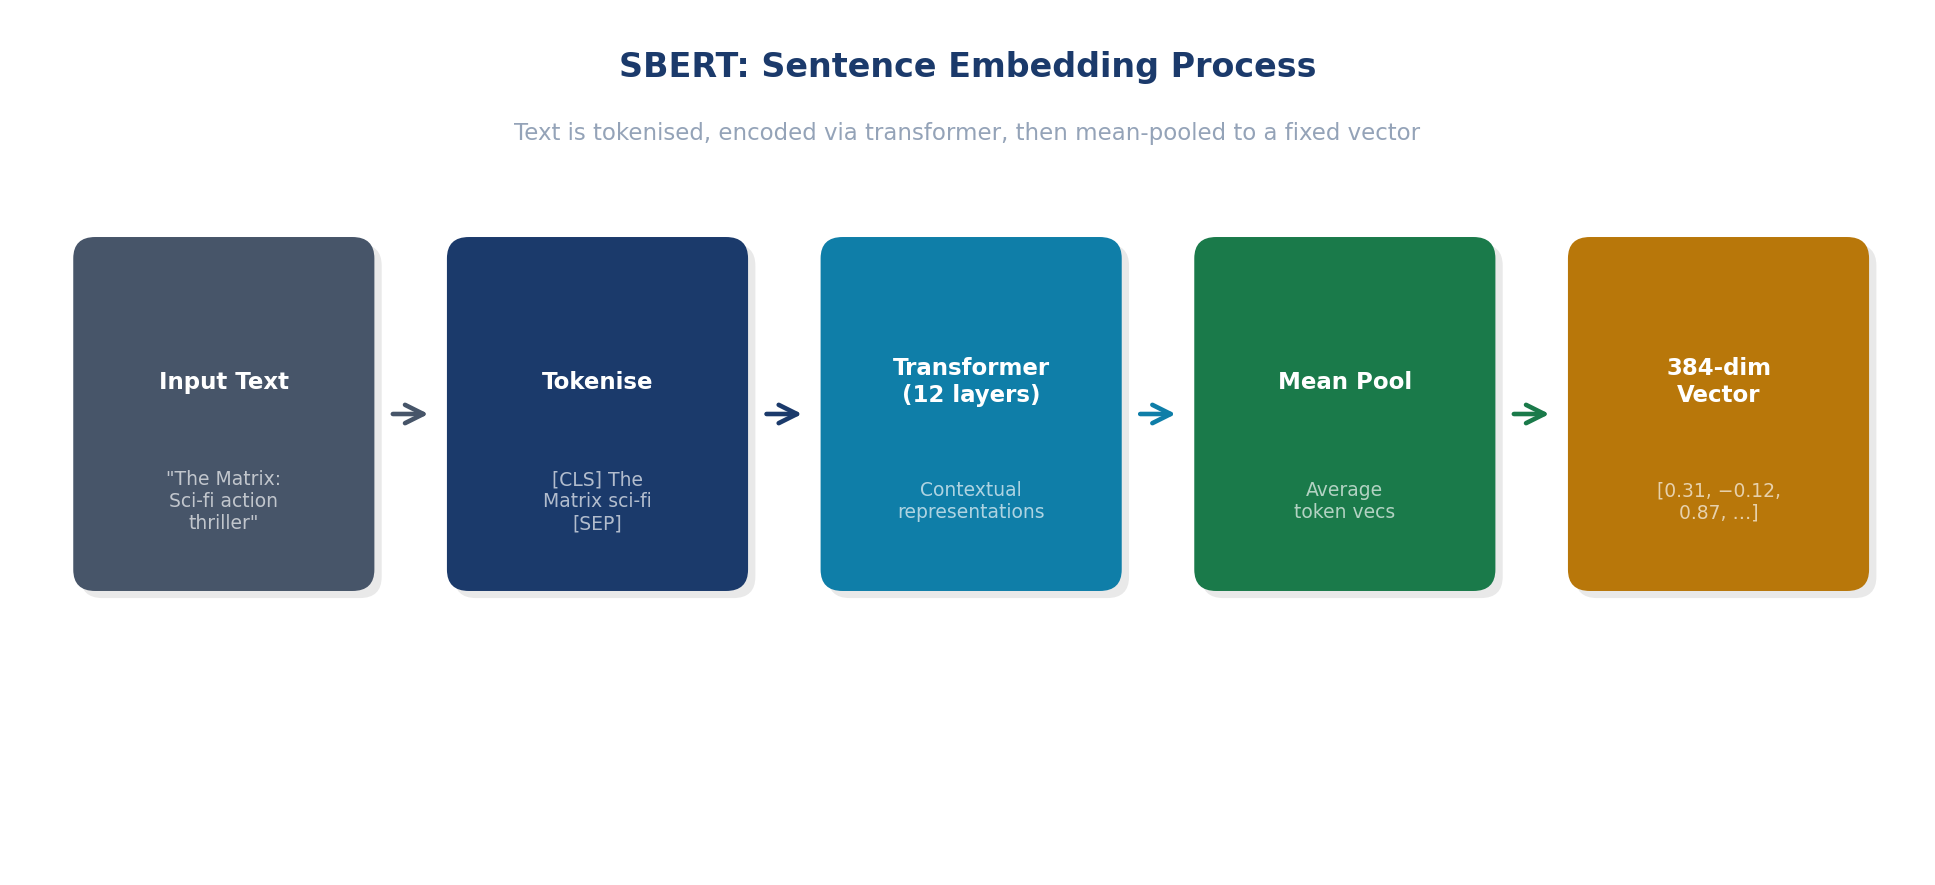 SBERT: Sentence Embedding Process
Text is tokenised, encoded via transformer, then mean-pooled to a fixed vector
Input Text
"The Matrix:
Sci-fi action
thriller"
Tokenise
[CLS] The
Matrix sci-fi
[SEP]
Transformer
(12 layers)
Contextual
representations
Mean Pool
Average
token vecs
384-dim
Vector
[0.31, −0.12,
0.87, …]